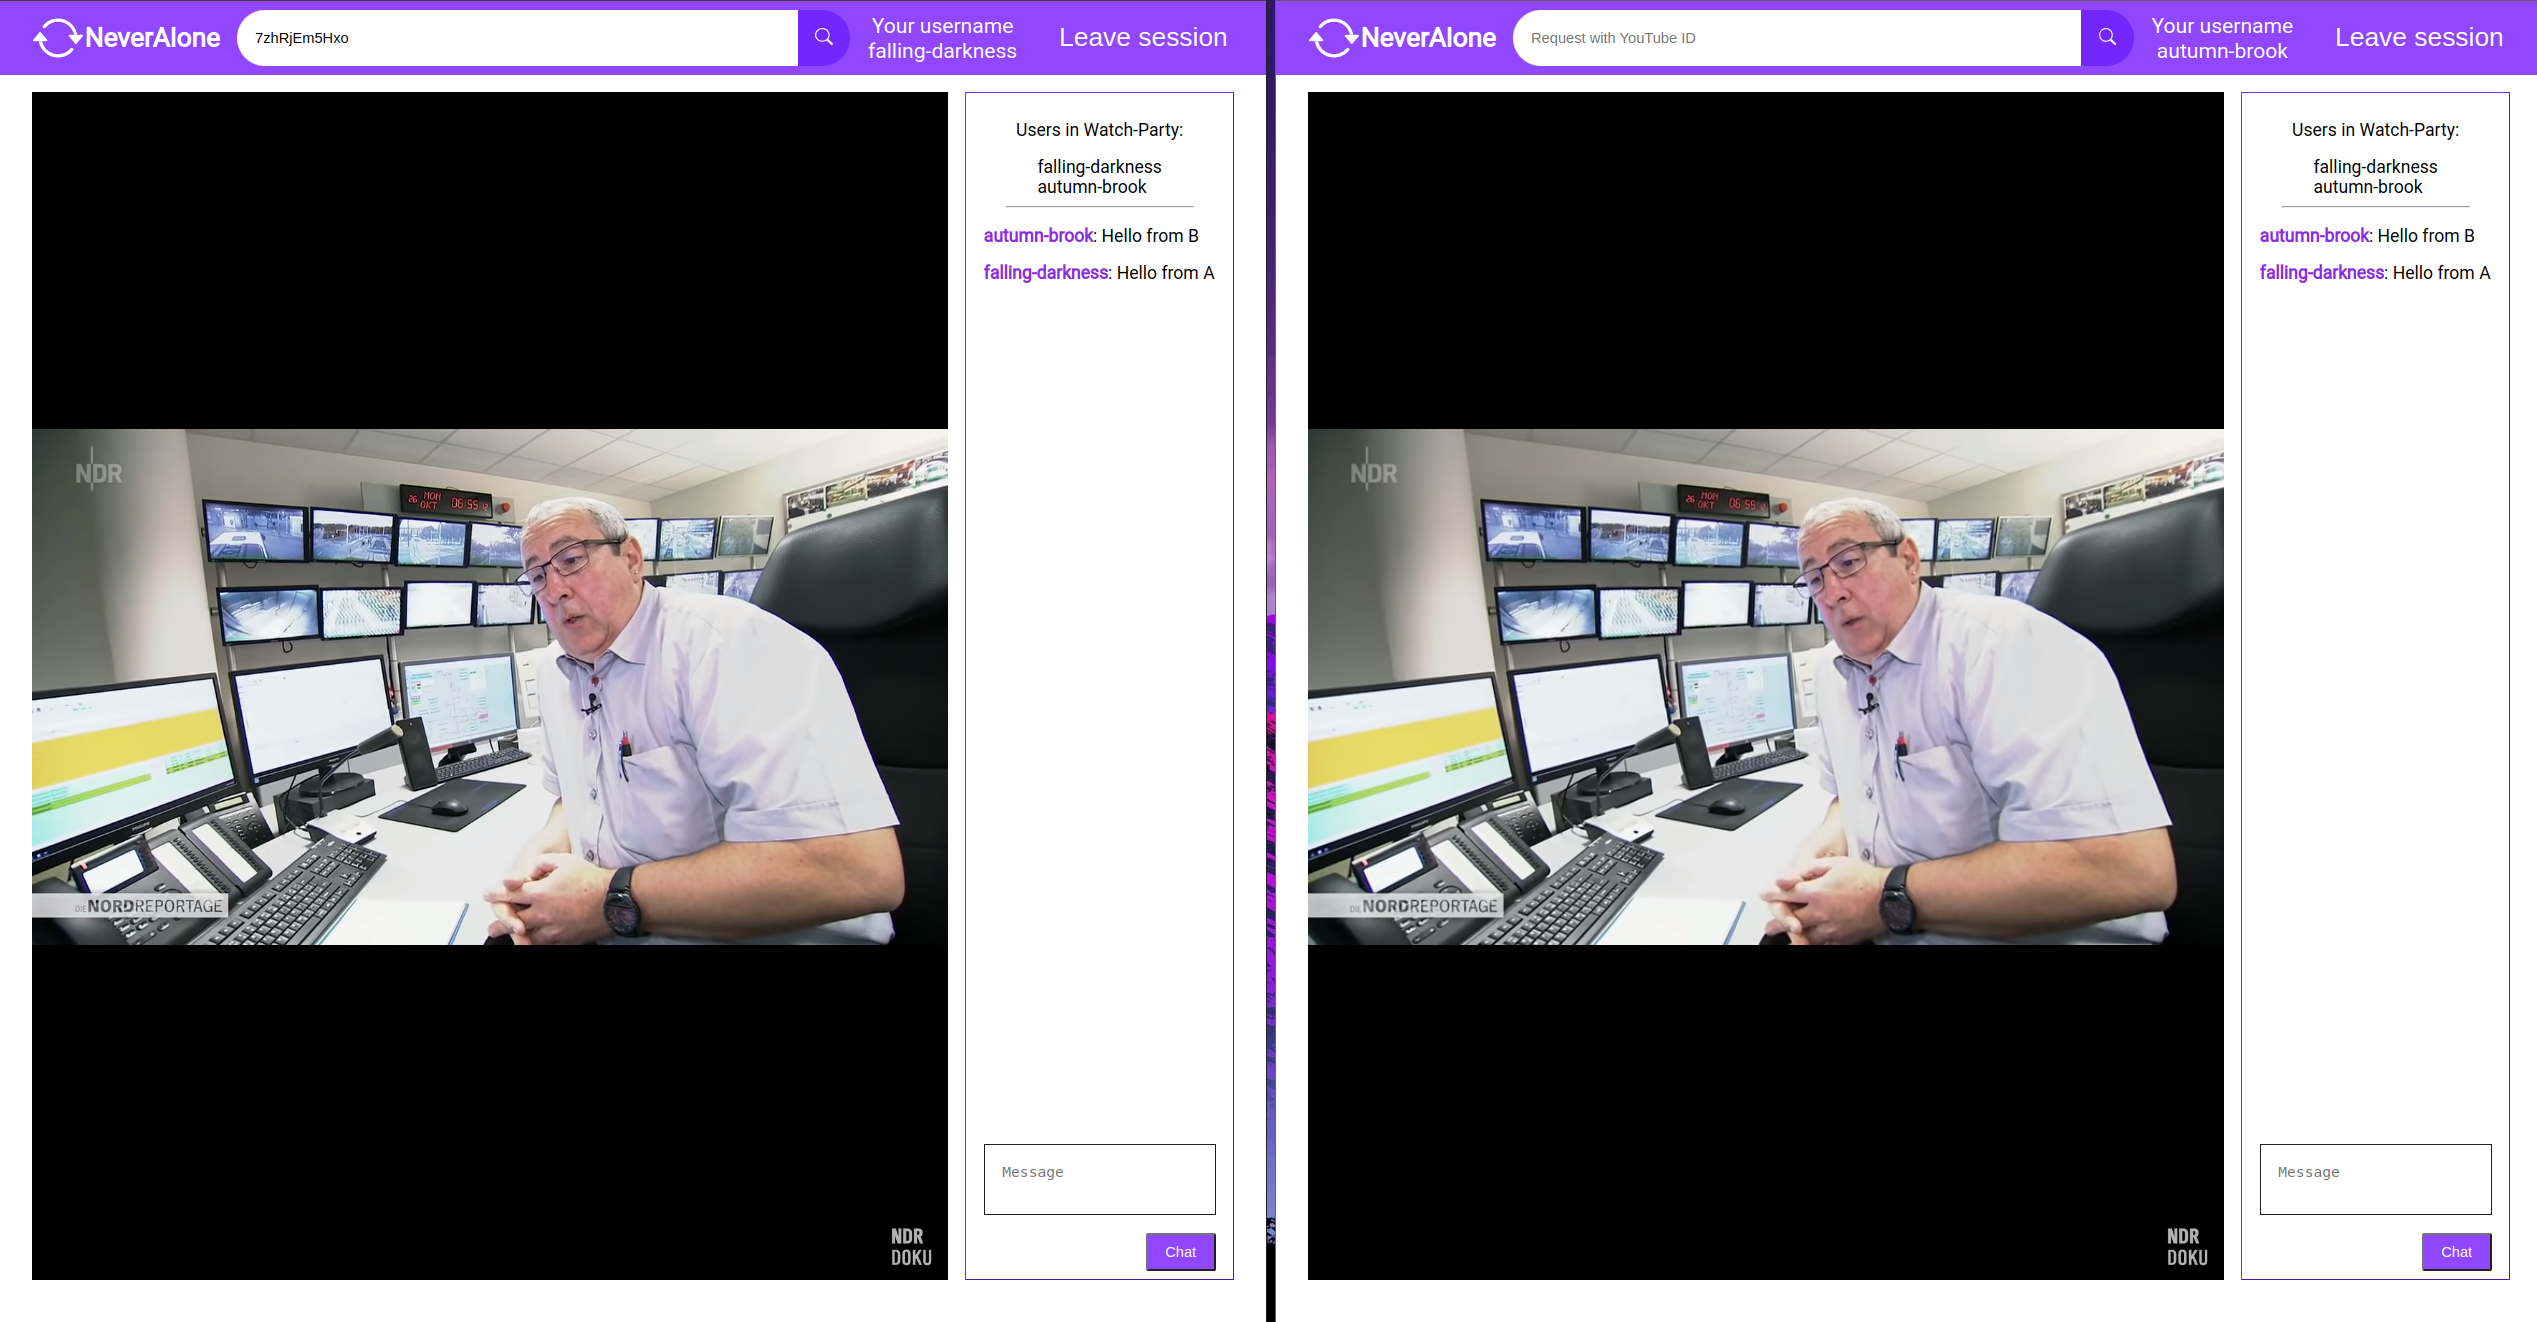 NeverAlone
7zhRjEm5Hxo
Your username
falling-darkness
Leave session
NDR
26 MON
OKT
06:55
DIE NORDREPORTAGE
NDR
DOKU
Users in Watch-Party:
falling-darkness
autumn-brook
autumn-brook: Hello from B
falling-darkness: Hello from A
Message
Chat
NeverAlone
Request with YouTube ID
Your username
autumn-brook
Leave session
NDR
26 MON
OKT
06:55
DIE NORDREPORTAGE
NDR
DOKU
Users in Watch-Party:
falling-darkness
autumn-brook
autumn-brook: Hello from B
falling-darkness: Hello from A
Message
Chat